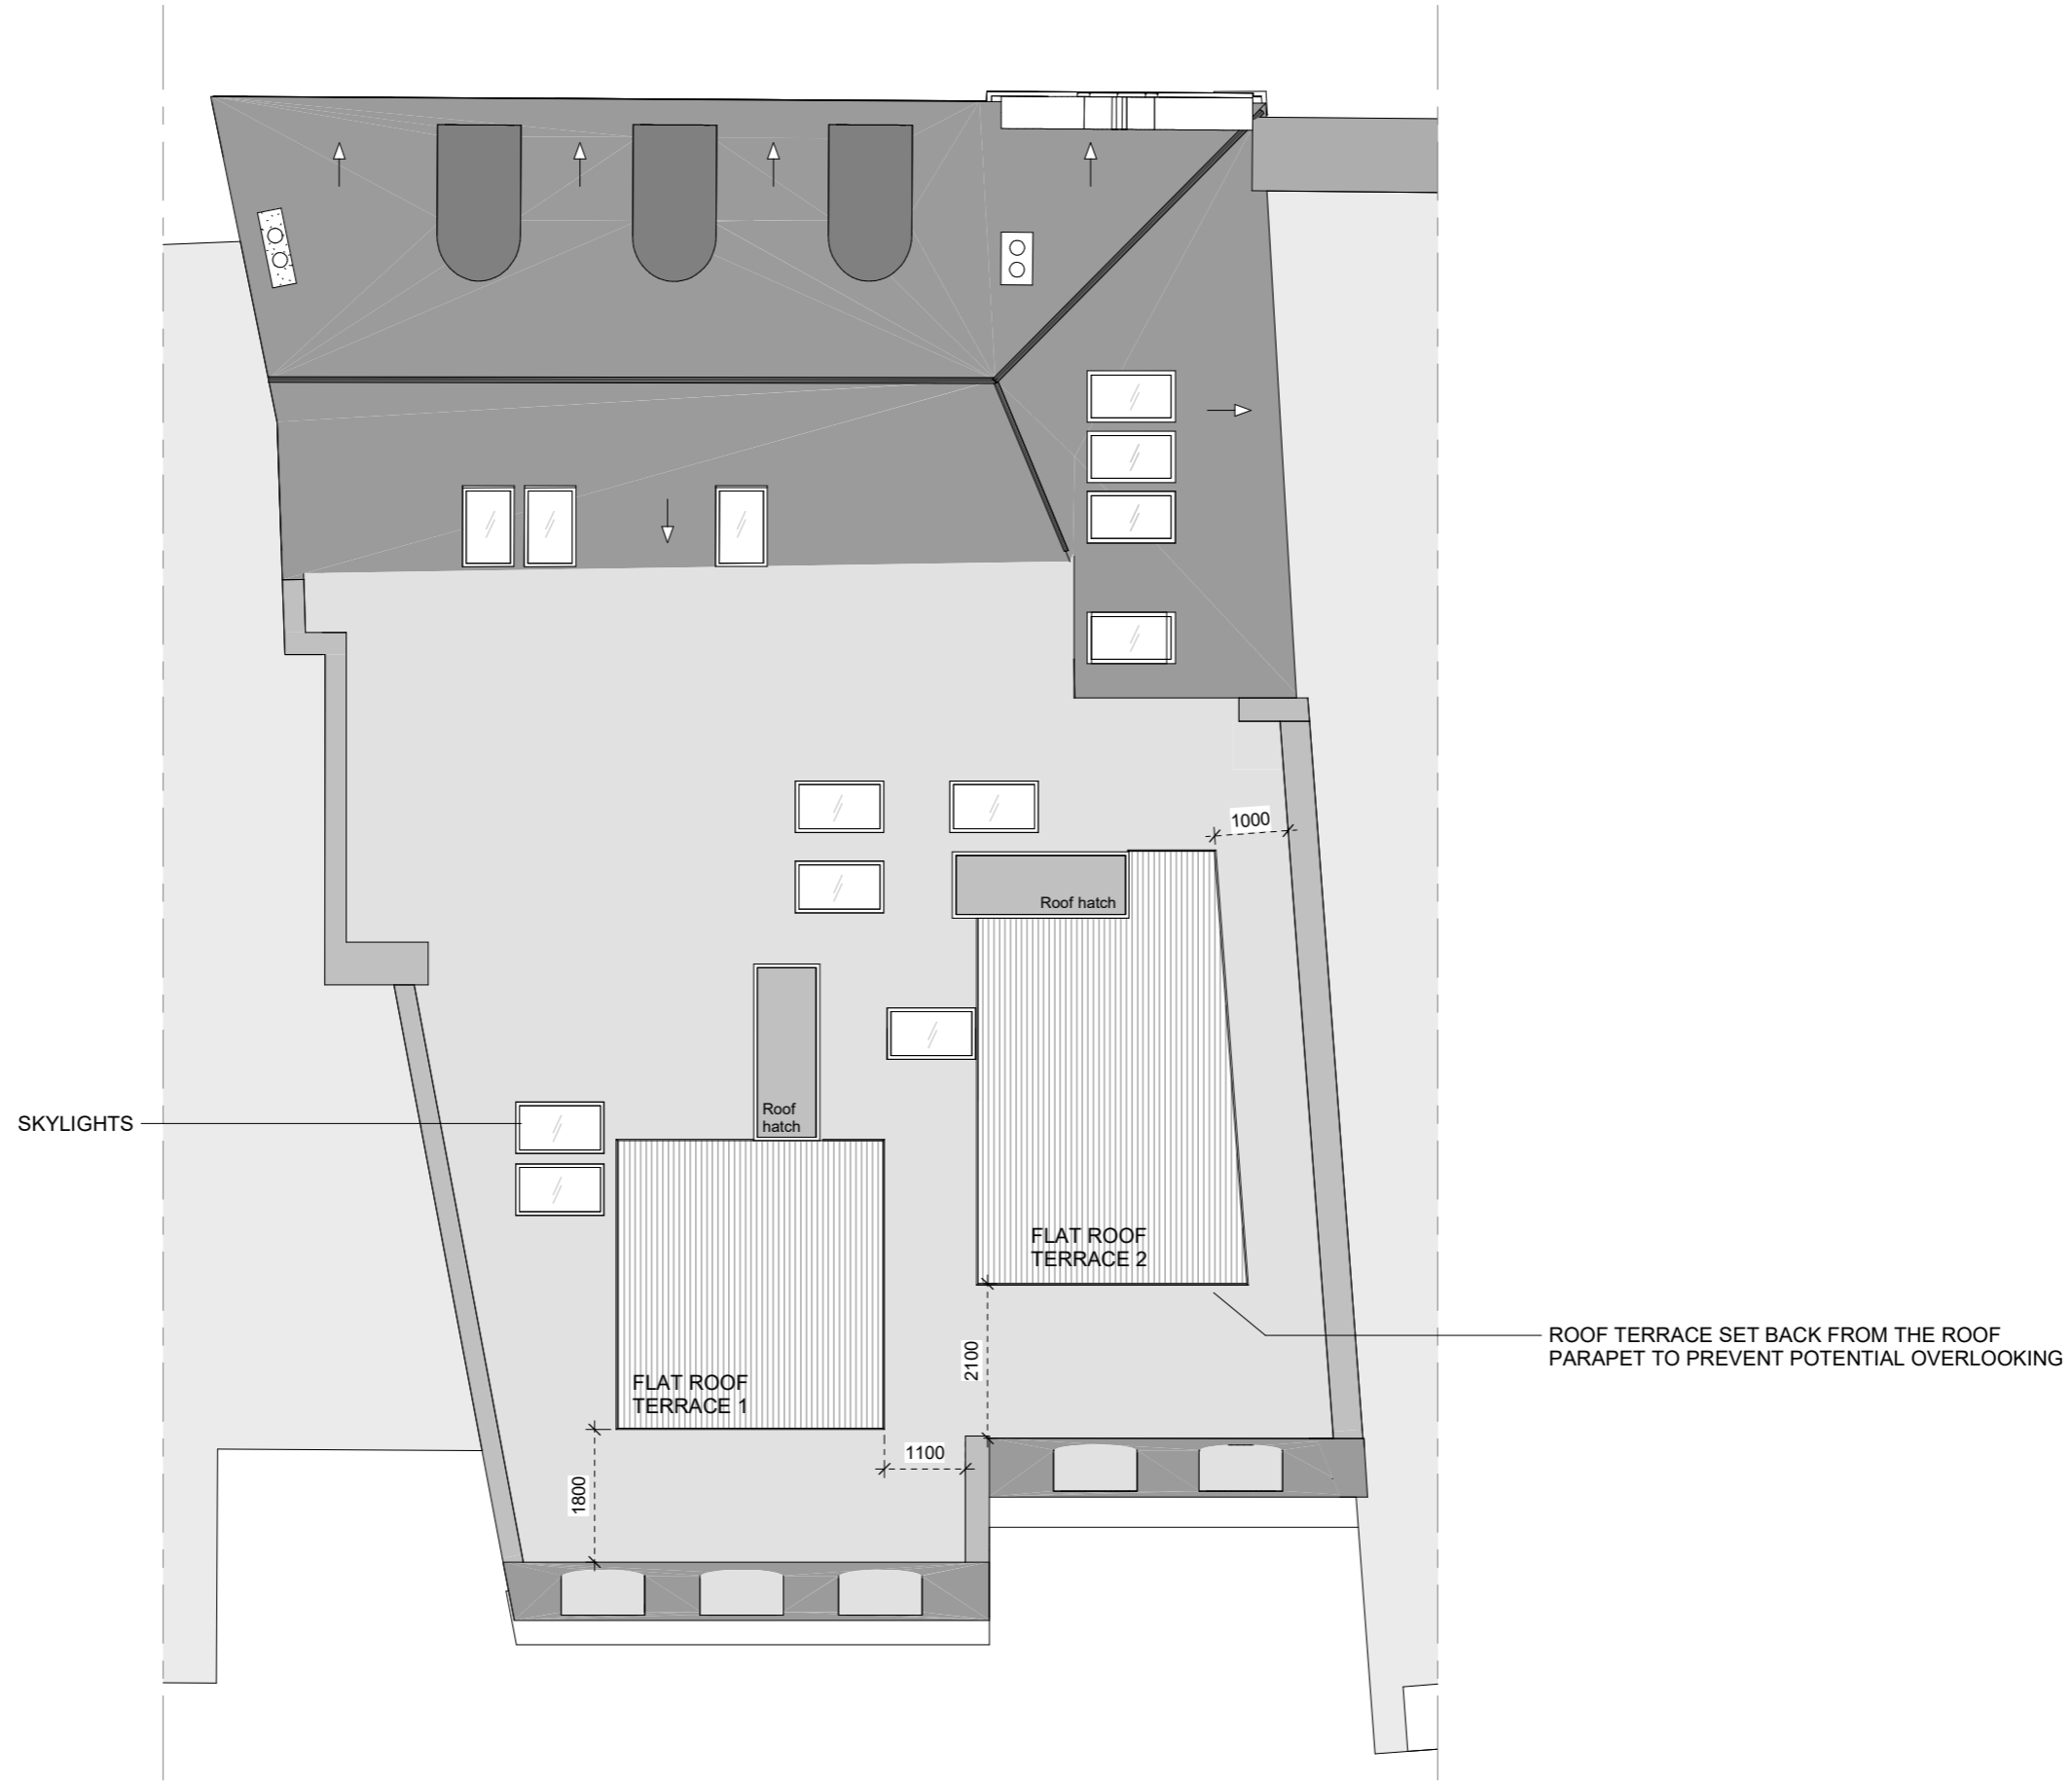 1000
Roof hatch
Roof
hatch
SKYLIGHTS
FLAT ROOF
TERRACE 2
ROOF TERRACE SET BACK FROM THE ROOF
PARAPET TO PREVENT POTENTIAL OVERLOOKING
2100
FLAT ROOF
TERRACE 1
1100
1800